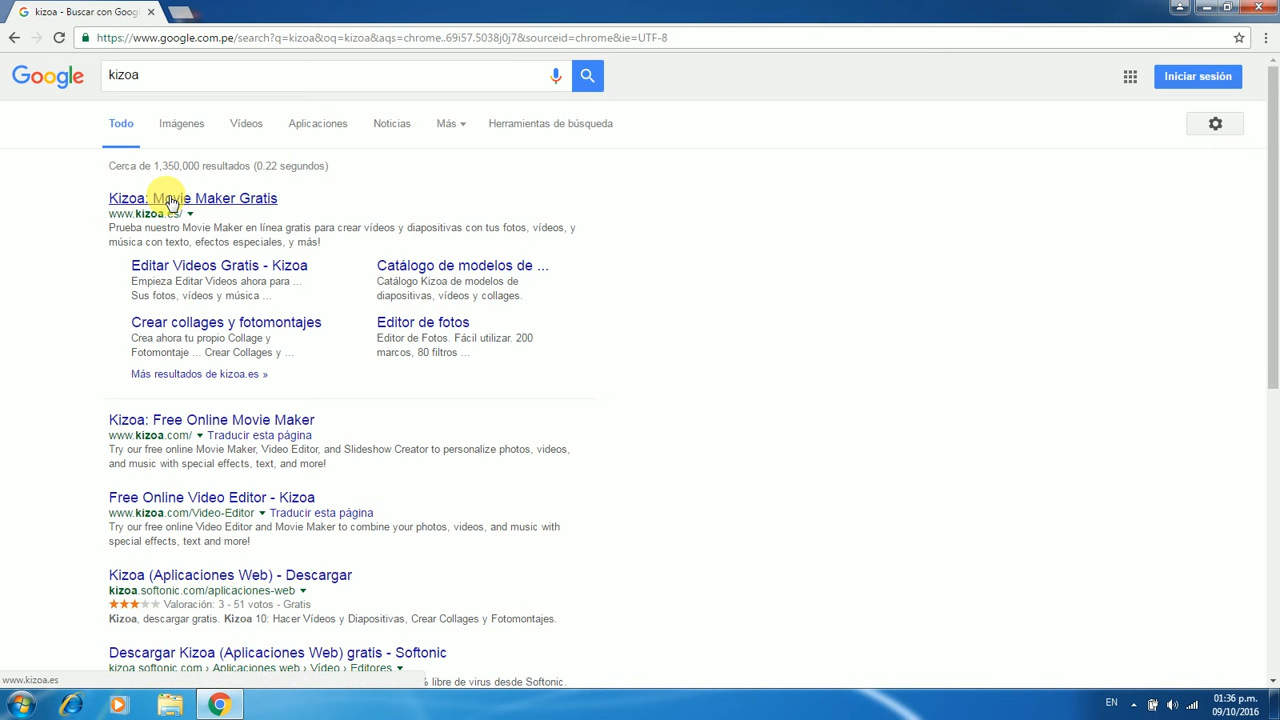 kizoa - Buscar con Goog
https://www.google.com.pe/search?q=kizoa&oq=kizoa&aqs=chrome..69i57.5038j0j7&sourceid=chrome&ie=UTF-8
Google
kizoa
Iniciar sesión
Todo Imágenes Vídeos Aplicaciones Noticias Más Herramientas de búsqueda
Cerca de 1,350,000 resultados (0.22 segundos)
Kizoa: Movie Maker Gratis
www.kizoa.es/
Prueba nuestro Movie Maker en línea gratis para crear vídeos y diapositivas con tus fotos, vídeos, y
música con texto, efectos especiales, y más!
Editar Videos Gratis - Kizoa
Empieza Editar Videos ahora para ...
Sus fotos, vídeos y música ...
Catálogo de modelos de ...
Catálogo Kizoa de modelos de
diapositivas, vídeos y collages.
Crear collages y fotomontajes
Crea ahora tu propio Collage y
Fotomontaje ... Crear Collages y ...
Editor de fotos
Editor de Fotos. Fácil utilizar. 200
marcos, 80 filtros ...
Más resultados de kizoa.es »
Kizoa: Free Online Movie Maker
www.kizoa.com/ Traducir esta página
Try our free online Movie Maker, Video Editor, and Slideshow Creator to personalize photos, videos,
and music with special effects, text, and more!
Free Online Video Editor - Kizoa
www.kizoa.com/Video-Editor Traducir esta página
Try our free online Video Editor and Movie Maker to combine your photos, videos, and music with
special effects, text and more!
Kizoa (Aplicaciones Web) - Descargar
kizoa.softonic.com/aplicaciones-web
Valoración: 3 - 51 votos - Gratis
Kizoa, descargar gratis. Kizoa 10: Hacer Vídeos y Diapositivas, Crear Collages y Fotomontajes.
Descargar Kizoa (Aplicaciones Web) gratis - Softonic
kizoa.softonic.com › Aplicaciones web › Vídeo › Editores
libre de virus desde Softonic.
www.kizoa.es
EN
01:36 p.m.
09/10/2016